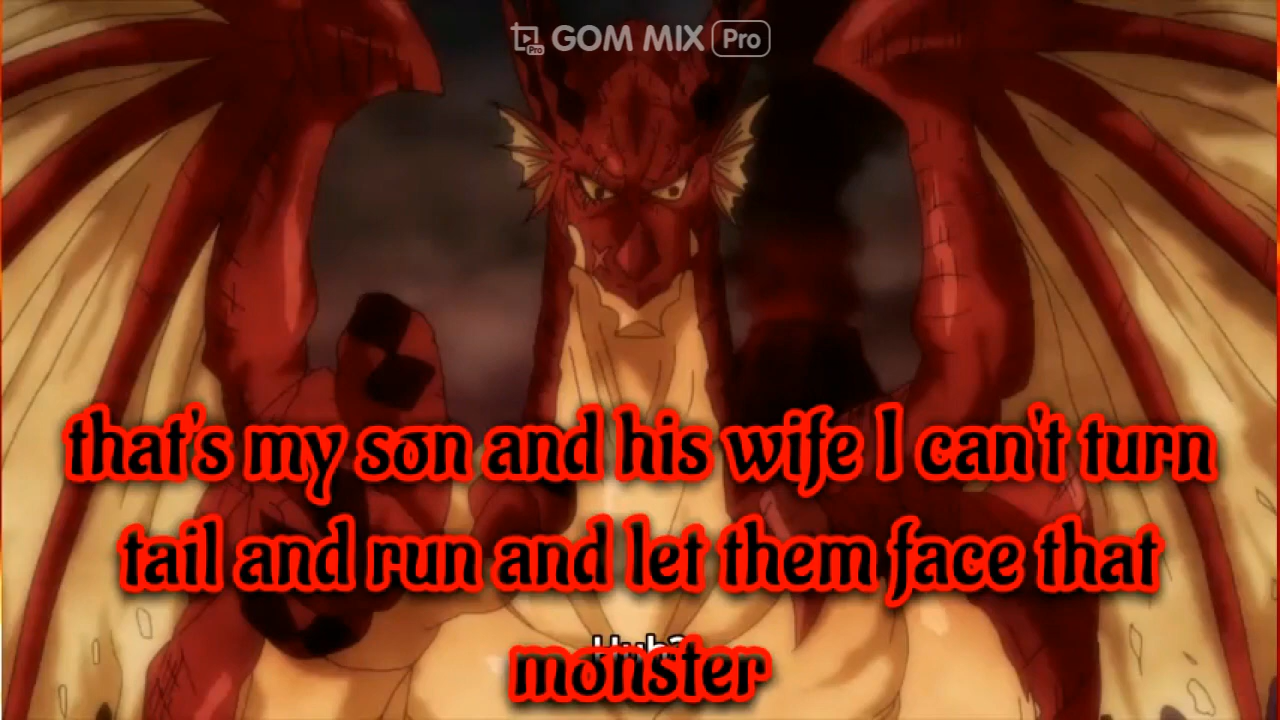 GOM MIX Pro
that's my son and his wife I can't turn
tail and run and let them face that
Huh?
monster